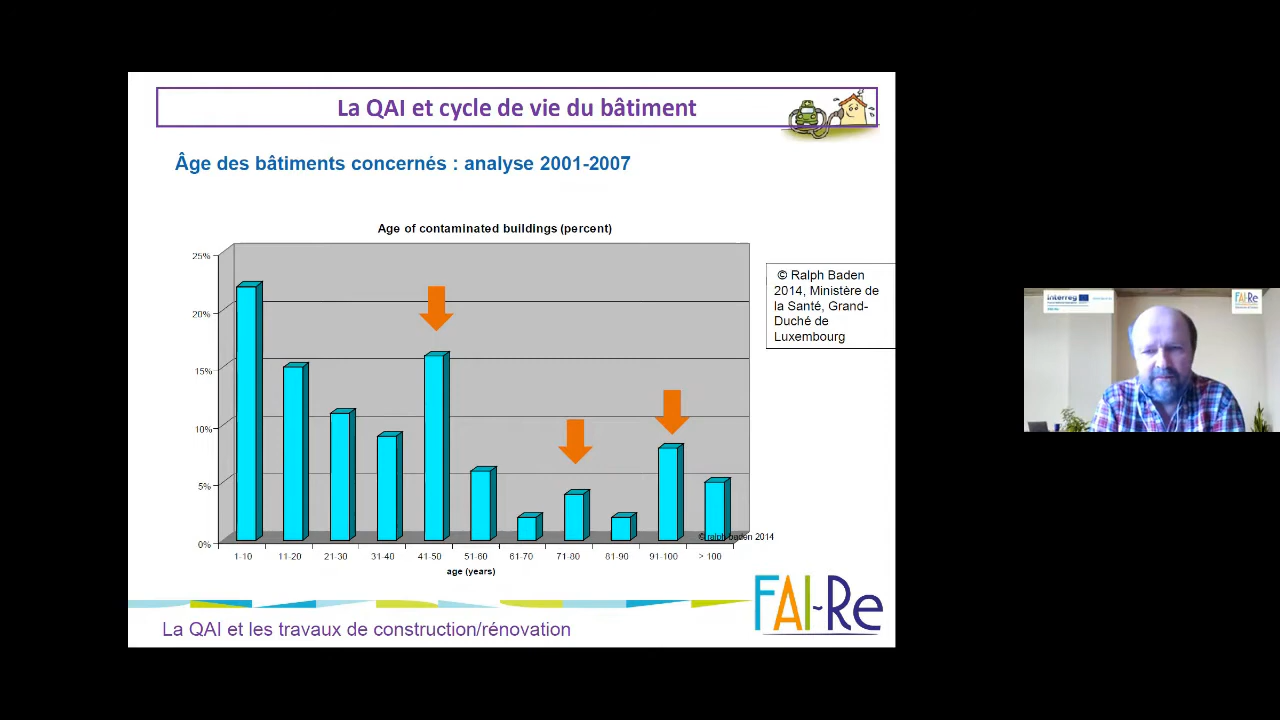 La QAI et cycle de vie du bâtiment
Âge des bâtiments concernés : analyse 2001-2007
Age of contaminated buildings (percent)
25%
20%
15%
10%
5%
0%
1-10
11-20
21-30
31-40
41-50
51-60
61-70
71-80
81-90
91-100
> 100
age (years)
© ralph baden 2014
© Ralph Baden
2014, Ministère de
la Santé, Grand-
Duché de
Luxembourg
FAI-Re
La QAI et les travaux de construction/rénovation
interreg
FAI-Re